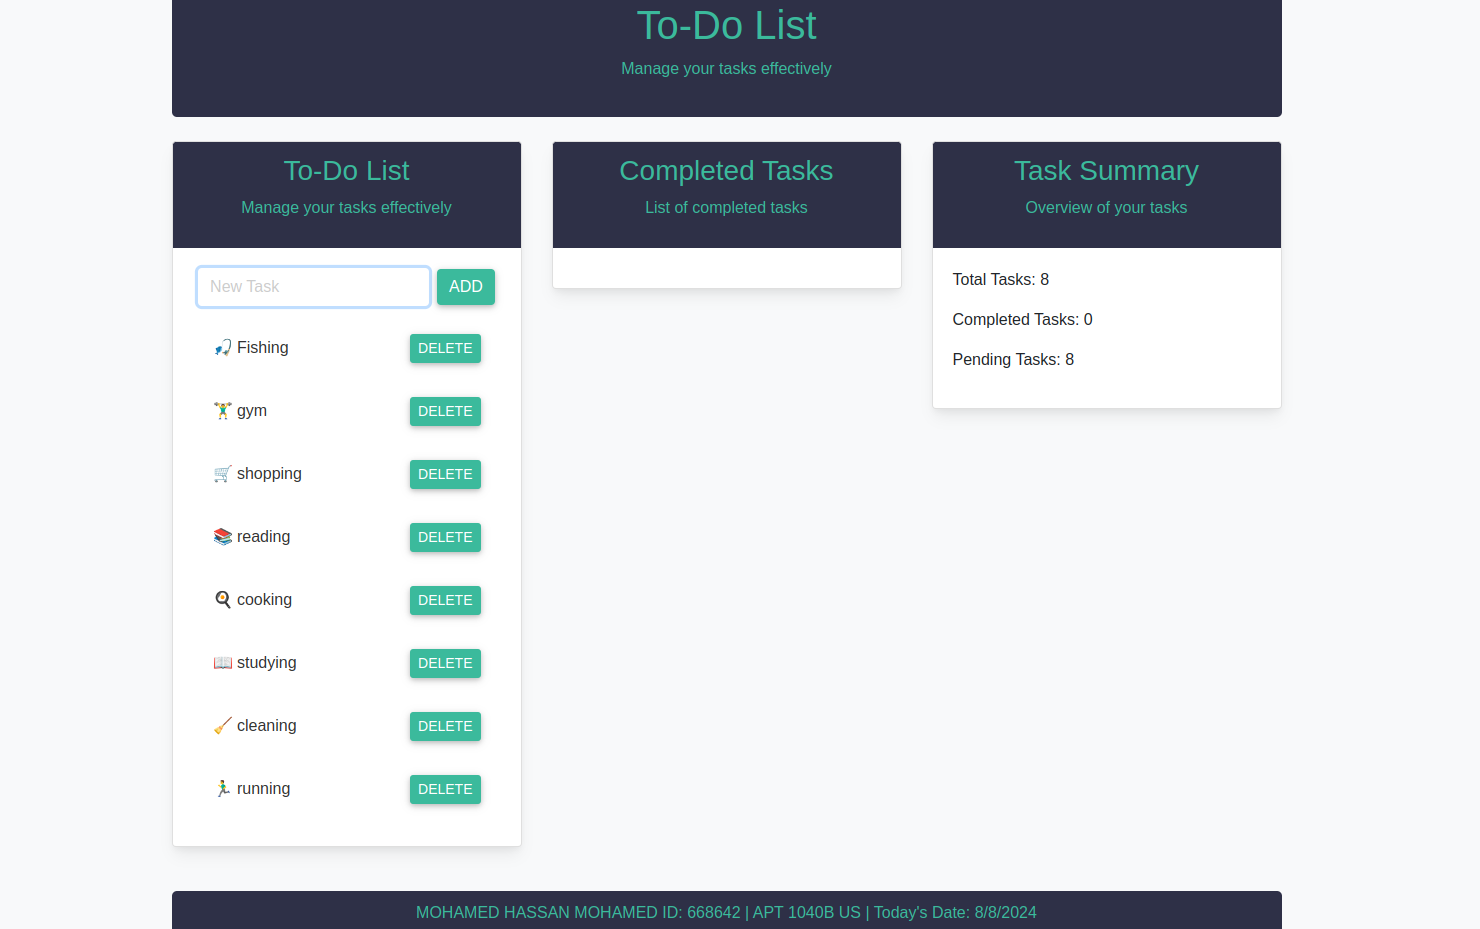 To-Do List
Manage your tasks effectively
To-Do List
Manage your tasks effectively
New Task
ADD
Fishing
DELETE
gym
DELETE
shopping
DELETE
reading
DELETE
cooking
DELETE
studying
DELETE
cleaning
DELETE
running
DELETE
Completed Tasks
List of completed tasks
Task Summary
Overview of your tasks
Total Tasks: 8
Completed Tasks: 0
Pending Tasks: 8
MOHAMED HASSAN MOHAMED ID: 668642 | APT 1040B US | Today's Date: 8/8/2024